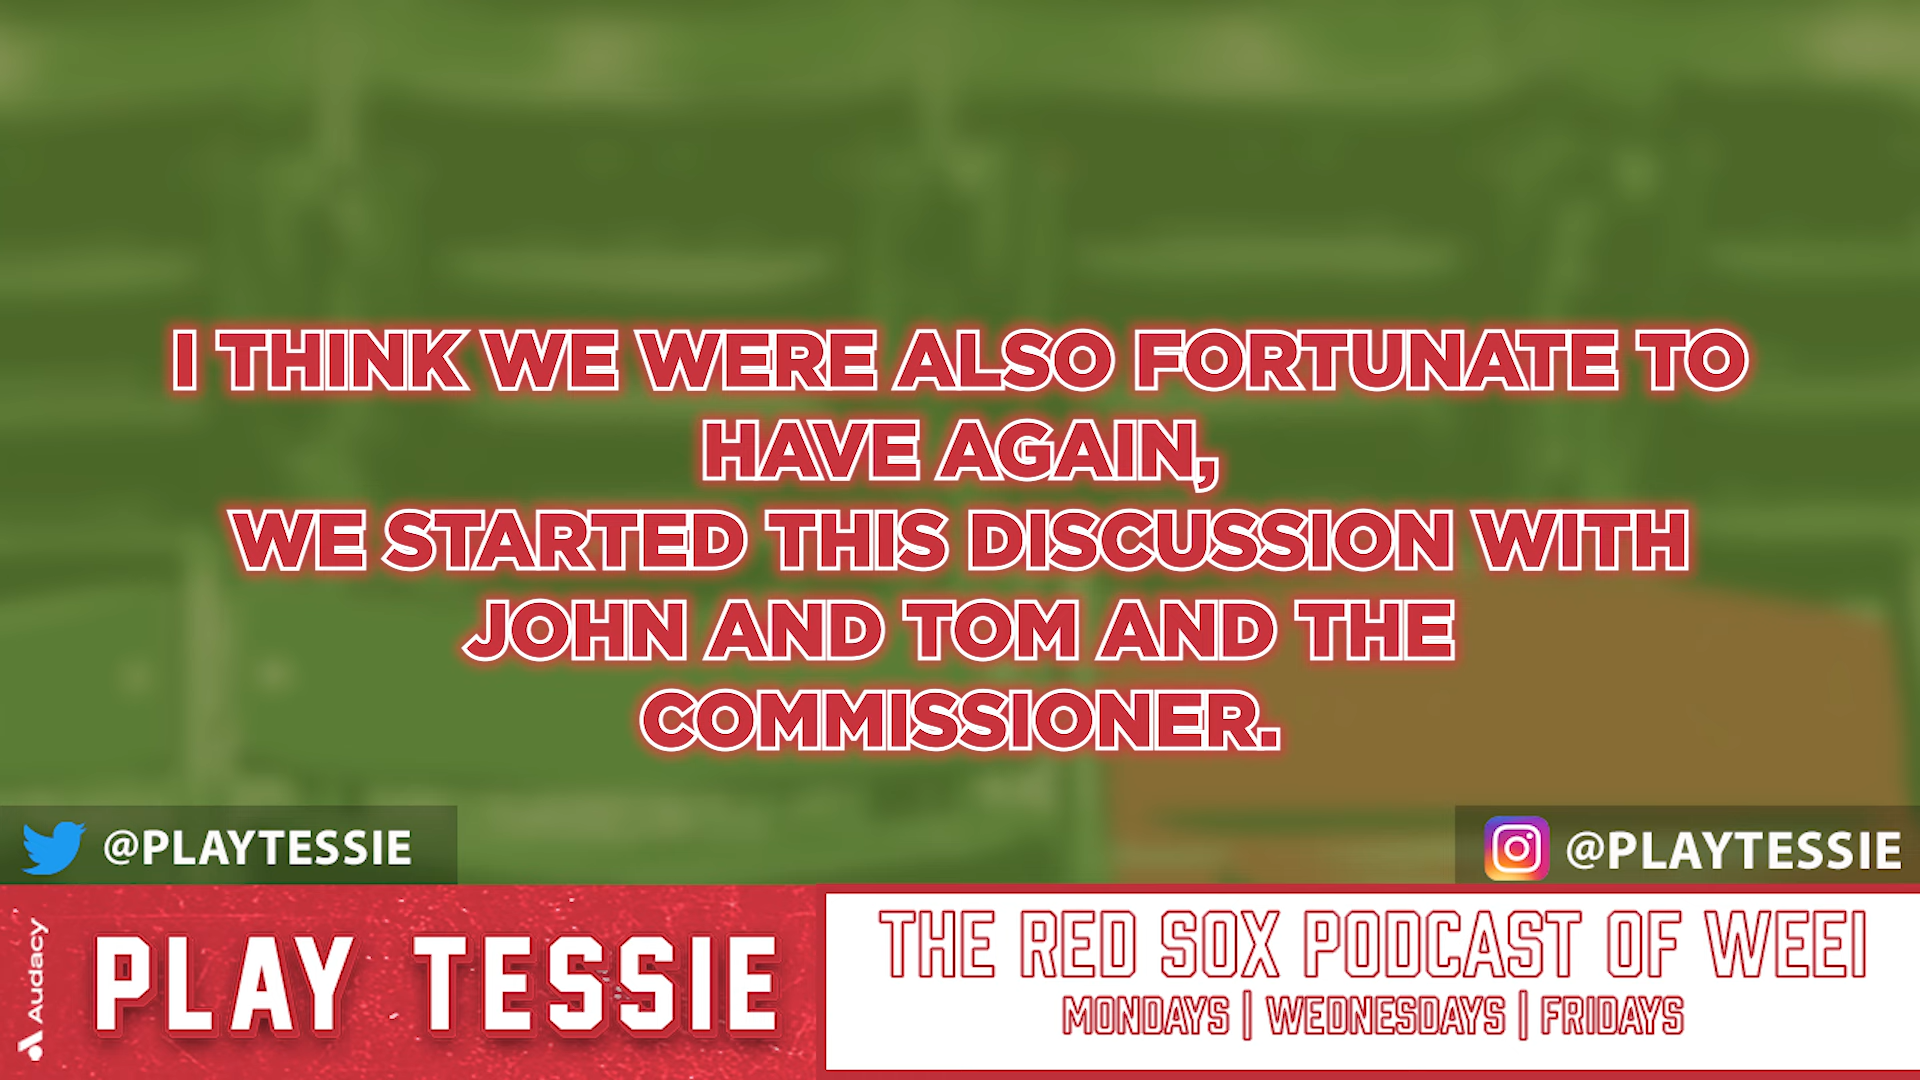 I THINK WE WERE ALSO FORTUNATE TO
HAVE AGAIN,
WE STARTED THIS DISCUSSION WITH
JOHN AND TOM AND THE
COMMISSIONER.
@PLAYTESSIE
@PLAYTESSIE
Audacy
PLAY TESSIE
THE RED SOX PODCAST OF WEEI
MONDAYS | WEDNESDAYS | FRIDAYS